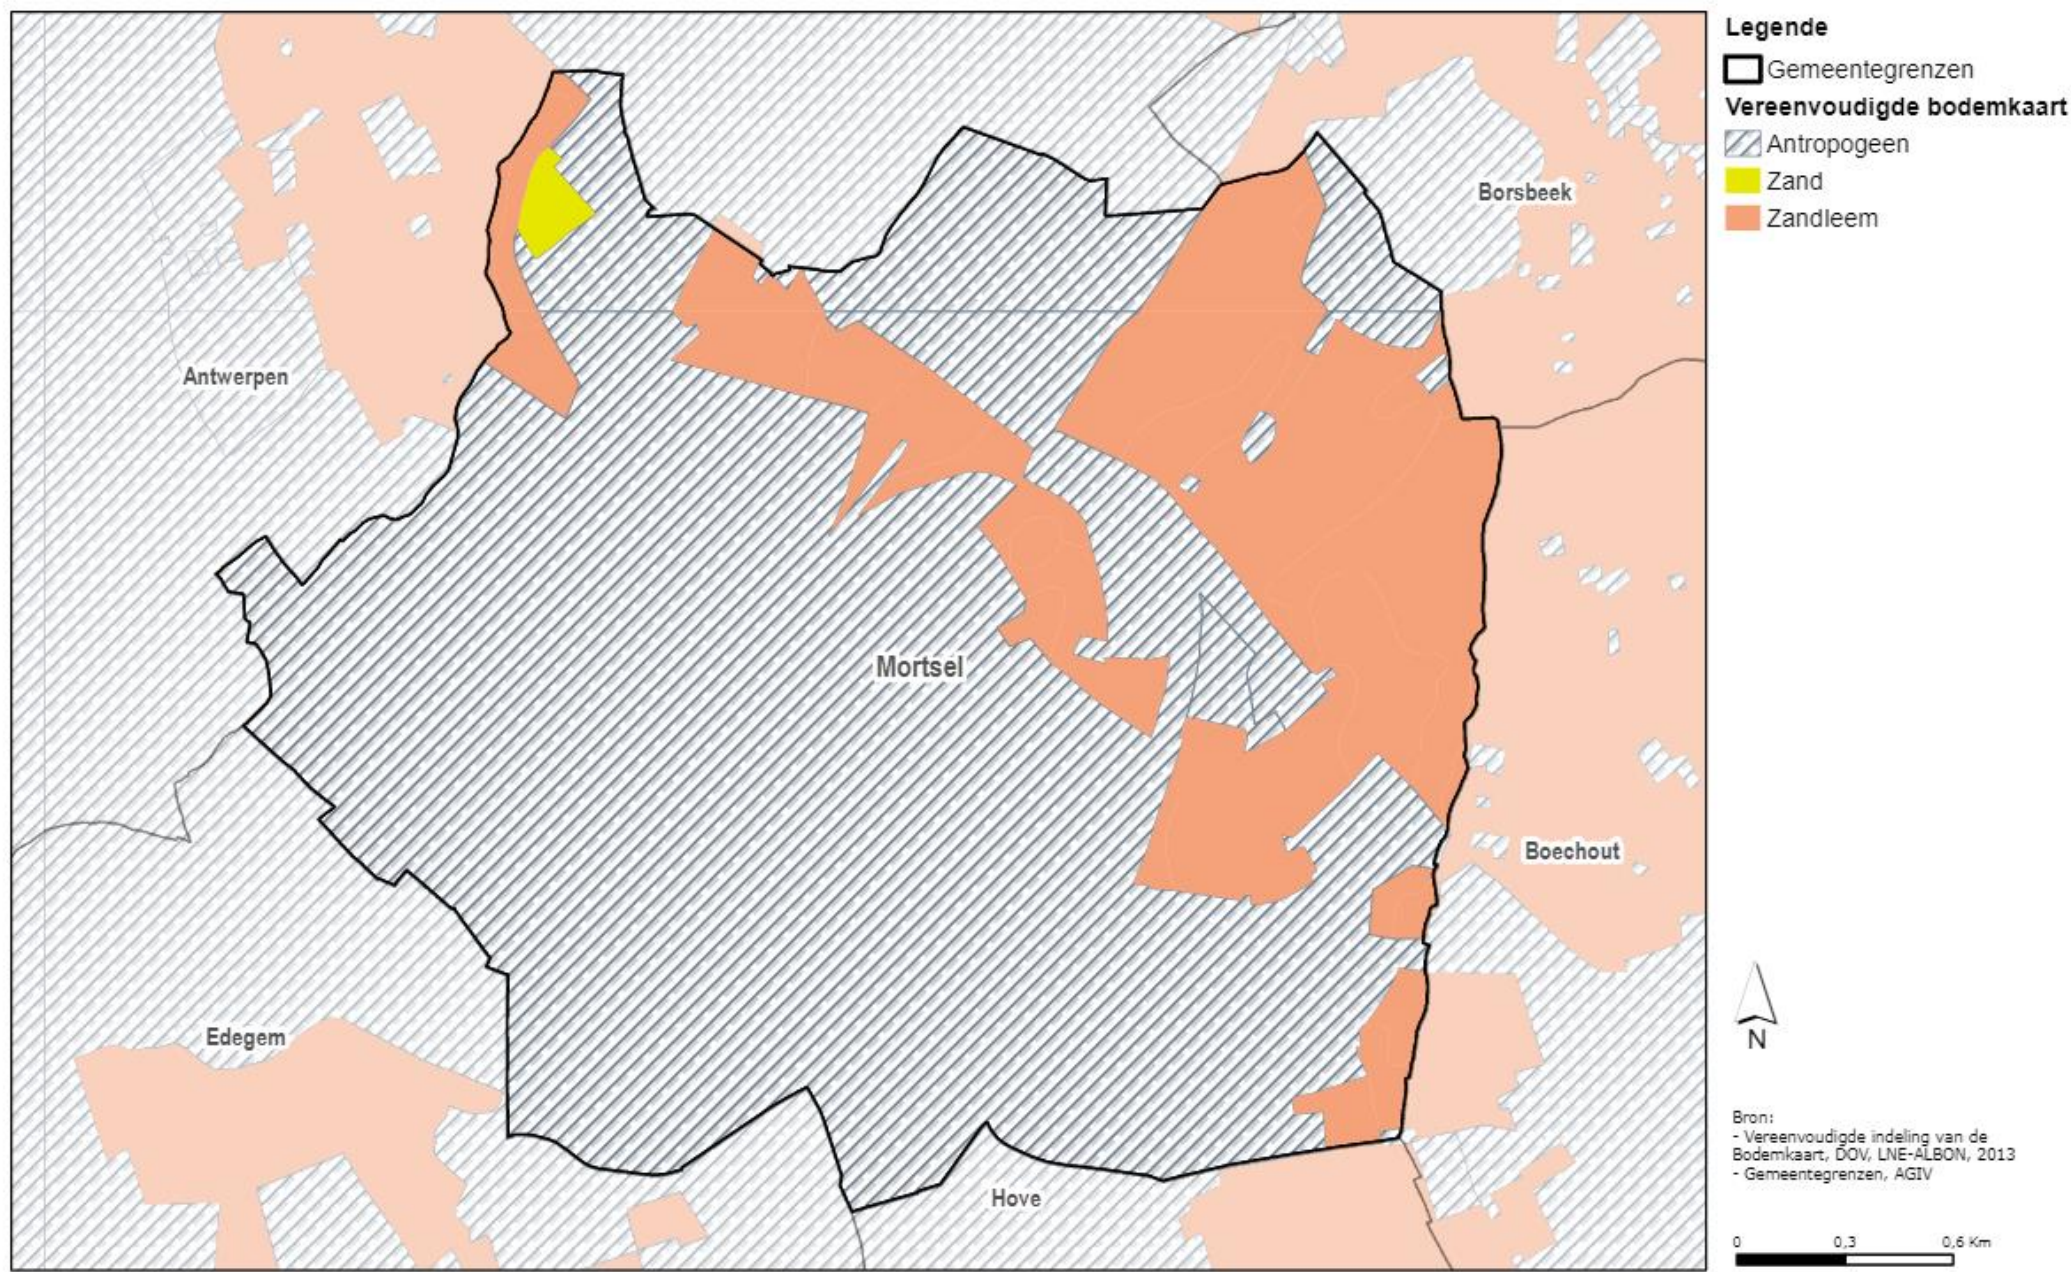 Legende
Gemeentegrenzen
Vereenvoudigde bodemkaart
Antropogeen
Zand
Zandleem
Borsbeek
Antwerpen
Mortsel
Boechout
Edegem
Hove
N
Bron:
- Vereenvoudigde indeling van de
Bodemkaart, DOV, LNE-ALBON, 2013
- Gemeentegrenzen, AGIV
0 0,3 0,6 Km